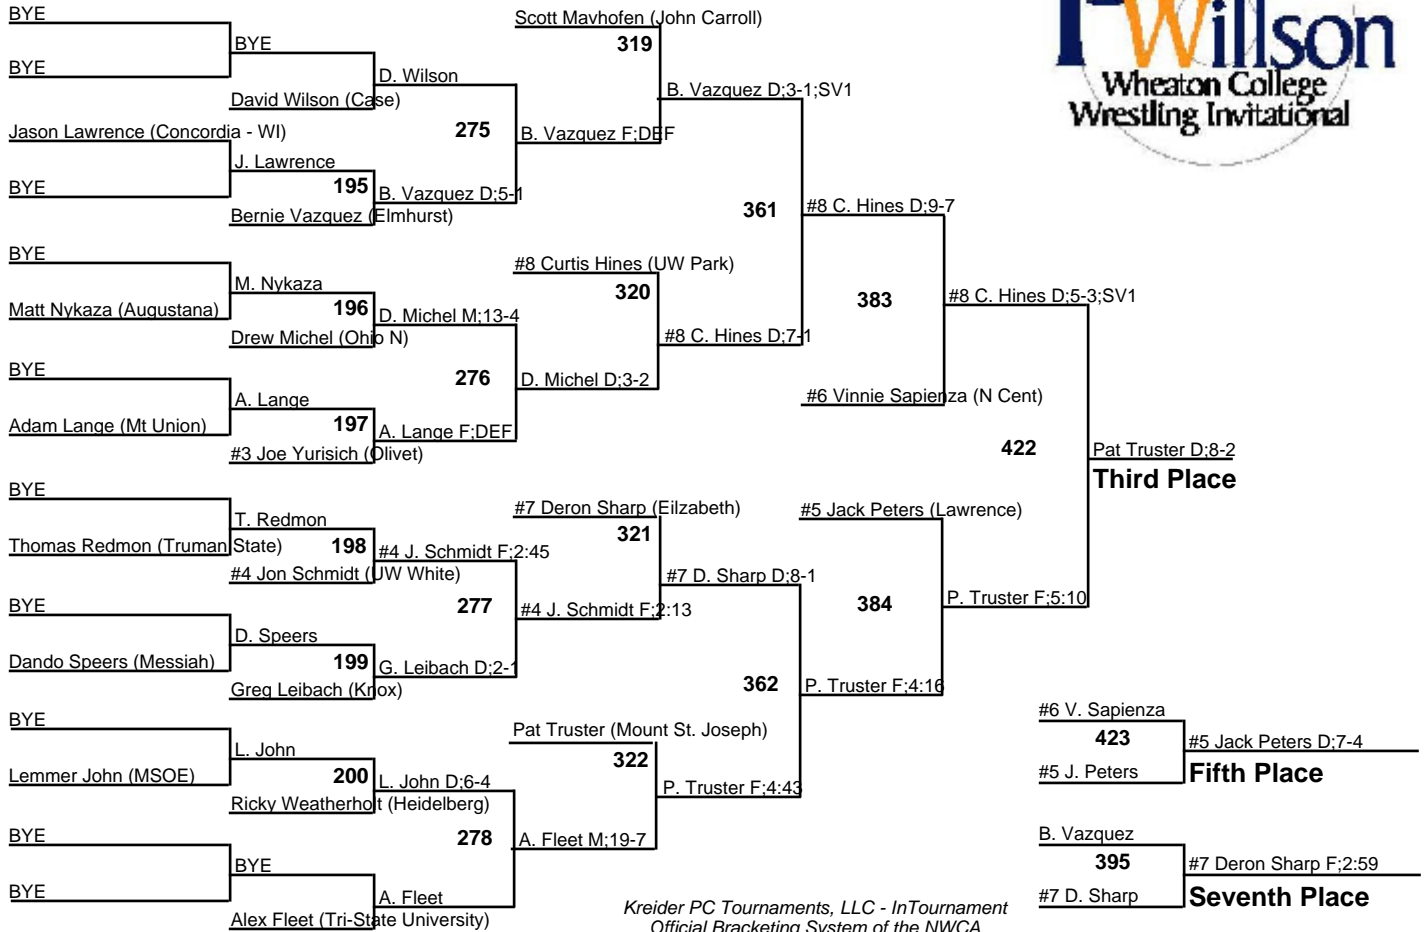 BYE
BYE
BYE
D. Wilson
David Wilson (Case)
Jason Lawrence (Concordia - WI)
J. Lawrence
BYE
195
Bernie Vazquez (Elmhurst)
B. Vazquez D;5-1
275
B. Vazquez F;DEF
Scott Mavhofen (John Carroll)
319
B. Vazquez D;3-1;SV1
BYE
M. Nykaza
Matt Nykaza (Augustana)
196
Drew Michel (Ohio N)
D. Michel M;13-4
BYE
A. Lange
Adam Lange (Mt Union)
197
#3 Joe Yurisich (Olivet)
A. Lange F;DEF
276
D. Michel D;3-2
#8 Curtis Hines (UW Park)
320
#8 C. Hines D;7-1
361
#8 C. Hines D;9-7
383
#6 Vinnie Sapienza (N Cent)
#8 C. Hines D;5-3;SV1
BYE
T. Redmon
Thomas Redmon (Truman State)
198
#4 Jon Schmidt (UW White)
#4 J. Schmidt F;2:45
BYE
D. Speers
Dando Speers (Messiah)
199
Greg Leibach (Knox)
G. Leibach D;2-1
277
#4 J. Schmidt F;2:13
#7 Deron Sharp (Eilzabeth)
321
#7 D. Sharp D;8-1
BYE
L. John
Lemmer John (MSOE)
200
Ricky Weatherholt (Heidelberg)
L. John D;6-4
BYE
BYE
BYE
A. Fleet
Alex Fleet (Tri-State University)
278
A. Fleet M;19-7
Pat Truster (Mount St. Joseph)
322
P. Truster F;4:43
362
P. Truster F;4:16
#5 Jack Peters (Lawrence)
384
P. Truster F;5:10
422
Pat Truster D;8-2
Third Place
#6 V. Sapienza
423
#5 J. Peters
#5 Jack Peters D;7-4
Fifth Place
B. Vazquez
395
#7 D. Sharp
#7 Deron Sharp F;2:59
Seventh Place
Willson
Wheaton College
Wrestling Invitational
Kreider PC Tournaments, LLC - InTournament
Official Bracketing System of the NWCA